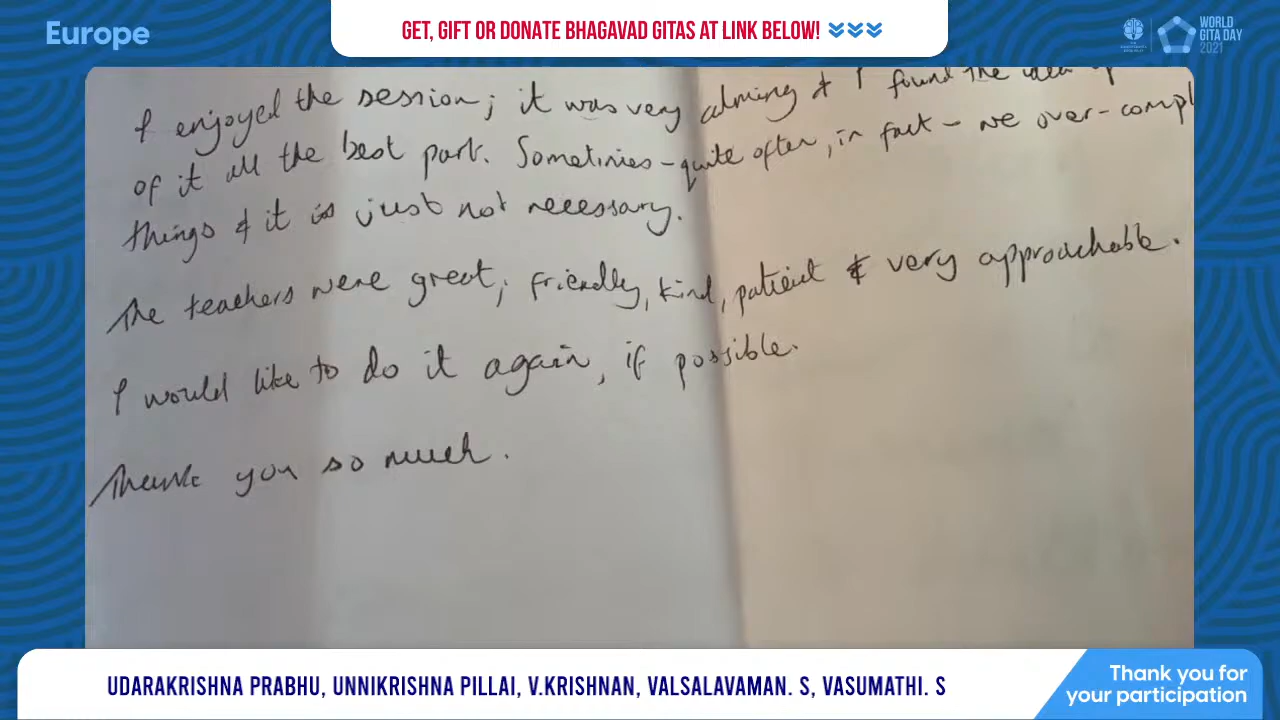 Europe
GET, GIFT OR DONATE BHAGAVAD GITAS AT LINK BELOW!
WORLD
GITA DAY
2021
I enjoyed the session; it was very calming & I found the idea
of it all the best part. Sometimes - quite often, in fact - we over-compl
things & it is just not necessary.
The teachers were great; friendly, kind, patient & very approachable.
I would like to do it again, if possible.
Thank you so much.
UDARAKRISHNA PRABHU, UNNIKRISHNA PILLAI, V.KRISHNAN, VALSALAVAMAN. S, VASUMATHI. S
Thank you for
your participation